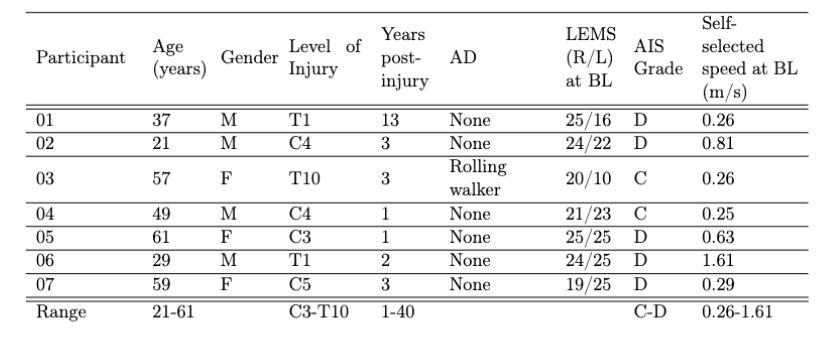 Participant Age (years) Gender Level of Injury Years post-injury AD LEMS (R/L) at BL AIS Grade Self-selected speed at BL (m/s)
01 37 M T1 13 None 25/16 D 0.26
02 21 M C4 3 None 24/22 D 0.81
03 57 F T10 3 Rolling walker 20/10 C 0.26
04 49 M C4 1 None 21/23 C 0.25
05 61 F C3 1 None 25/25 D 0.63
06 29 M T1 2 None 24/25 D 1.61
07 59 F C5 3 None 19/25 D 0.29
Range 21-61 C3-T10 1-40 C-D 0.26-1.61